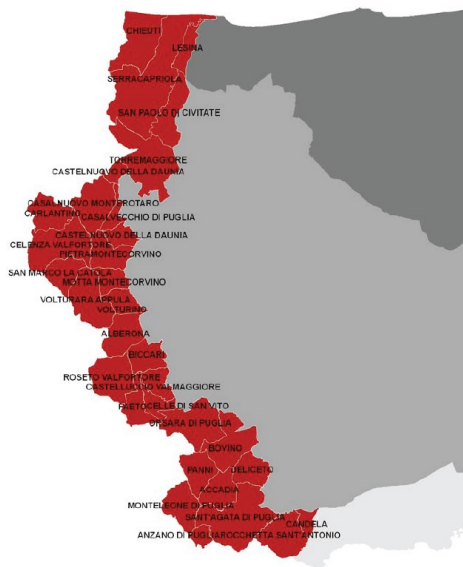 CHIEUTI
LESINA
SERRACAPRIOLA
SAN PAOLO DI CIVITATE
TORREMAGGIORE
CASTELNUOVO DELLA DAUNIA
CASALNUOVO MONTEROTARO
CARLANTINO
CASALVECCHIO DI PUGLIA
CASTELNUOVO DELLA DAUNIA
CELENZA VALFORTORE
PIETRAMONTECORVINO
SAN MARCO LA CATOLA
MOTTA MONTECORVINO
VOLTURARA APPULA
VOLTURINO
ALBERONA
BICCARI
ROSETO VALFORTORE
CASTELLUCCIO VALMAGGIORE
FAETO
CELLE DI SAN VITO
ORSARA DI PUGLIA
BOVINO
PANNI
DELICETO
ACCADIA
MONTELEONE DI PUGLIA
SANT'AGATA DI PUGLIA
CANDELA
ANZANO DI PUGLIA
ROCCHETTA SANT'ANTONIO